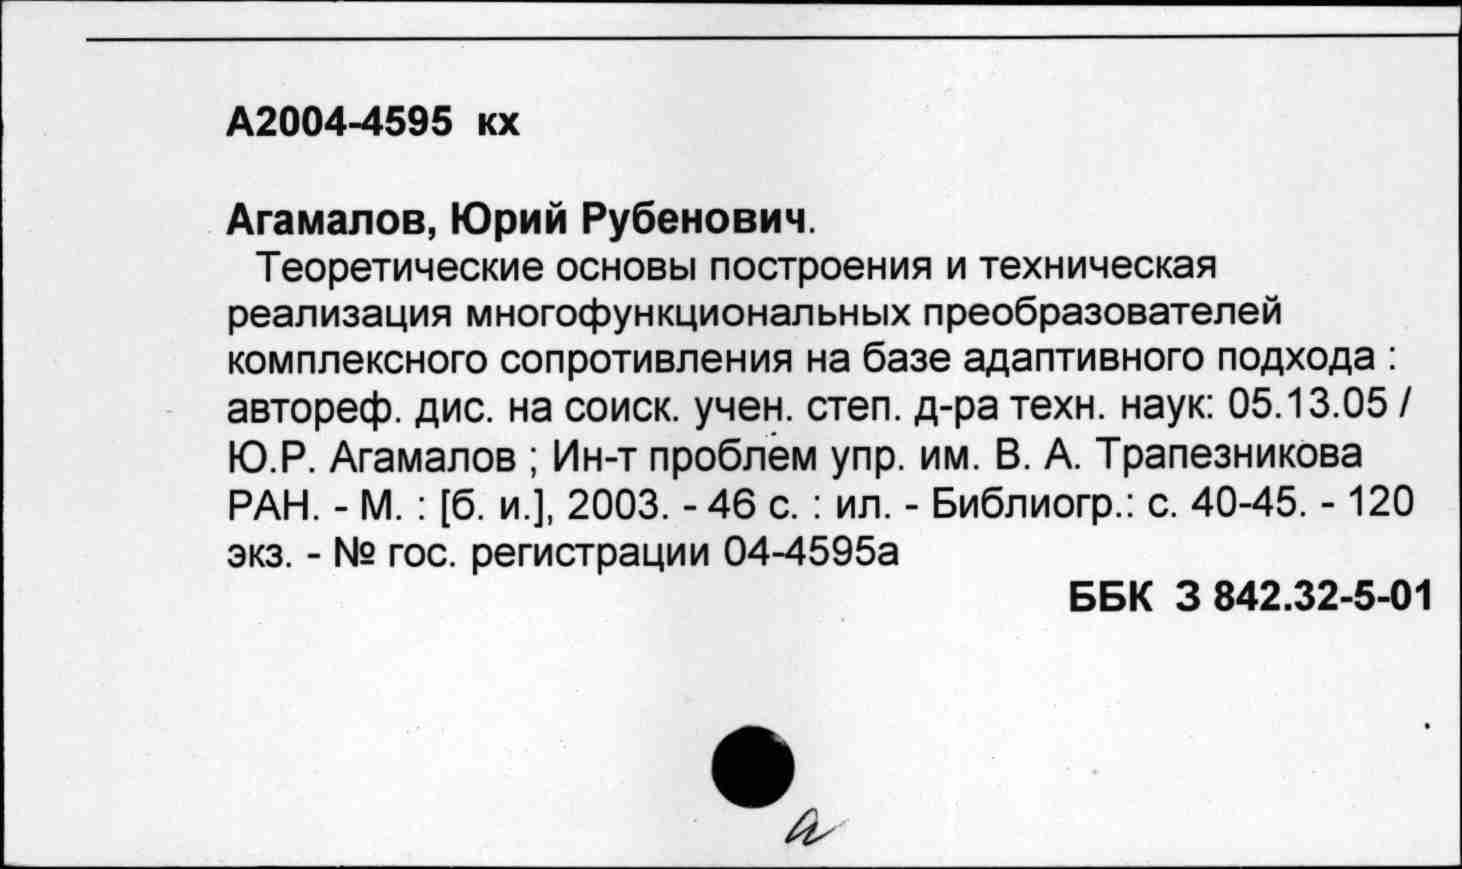 А2004-4595 кх
Агамалов, Юрий Рубенович.
Теоретические основы построения и техническая
реализация многофункциональных преобразователей
комплексного сопротивления на базе адаптивного подхода :
автореф. дис. на соиск. учен. степ. д-ра техн. наук: 05.13.05 /
Ю.Р. Агамалов ; Ин-т проблем упр. им. В. А. Трапезникова
РАН. - М. : [б. и.], 2003. - 46 с. : ил. - Библиогр.: с. 40-45. - 120
экз. - № гос. регистрации 04-4595а
ББК З 842.32-5-01
а